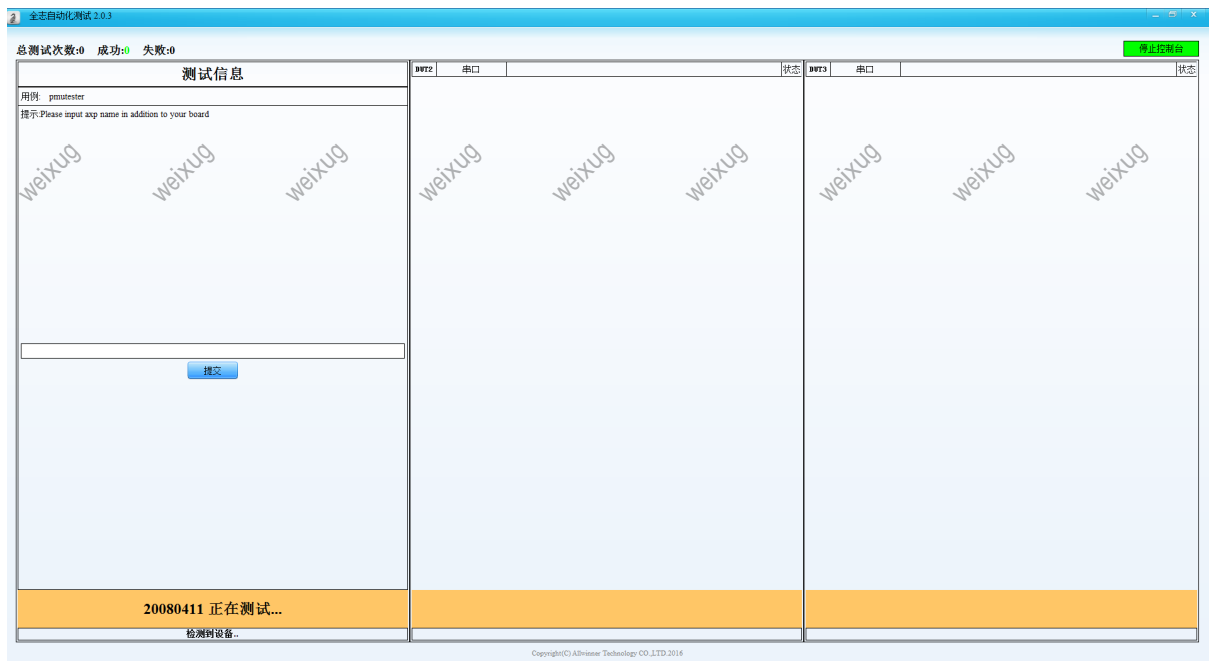 全志自动化测试 2.0.3
总测试次数:0 成功:0 失败:0
停止控制台
测试信息
用例: pmutester
提示:Please input axp name in addition to your board
提交
20080411 正在测试...
检测到设备..
DUT2 串口 状态
DUT3 串口 状态
weixug weixug weixug weixug weixug weixug weixug weixug weixug
Copyright(C) Allwinner Technology CO.,LTD.2016